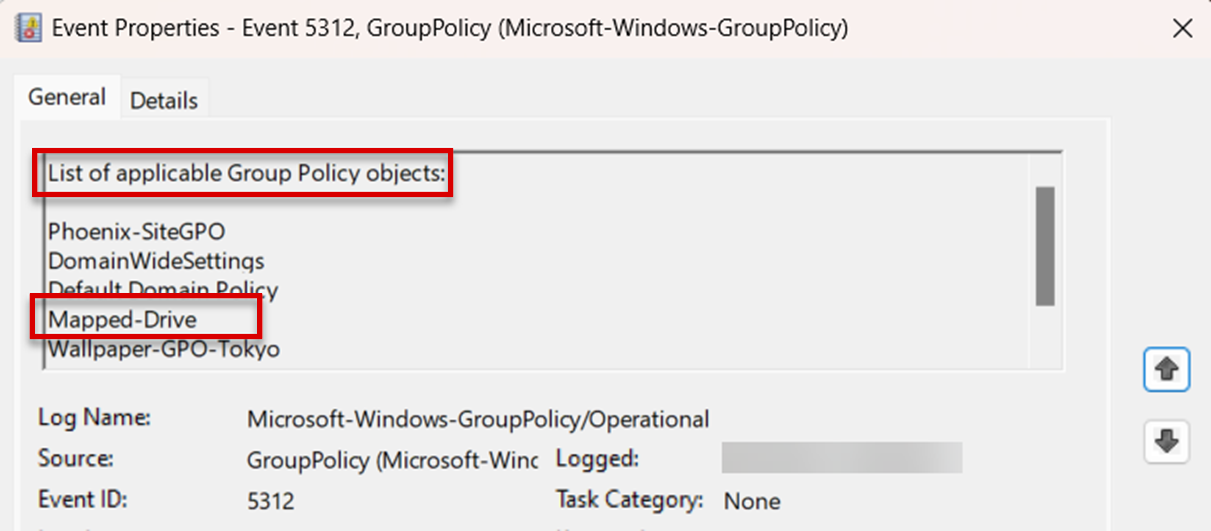 Event Properties - Event 5312, GroupPolicy (Microsoft-Windows-GroupPolicy)
General Details
List of applicable Group Policy objects:
Phoenix-SiteGPO
DomainWideSettings
Default Domain Policy
Mapped-Drive
Wallpaper-GPO-Tokyo
Log Name: Microsoft-Windows-GroupPolicy/Operational
Source: GroupPolicy (Microsoft-Winc Logged:
Event ID: 5312 Task Category: None